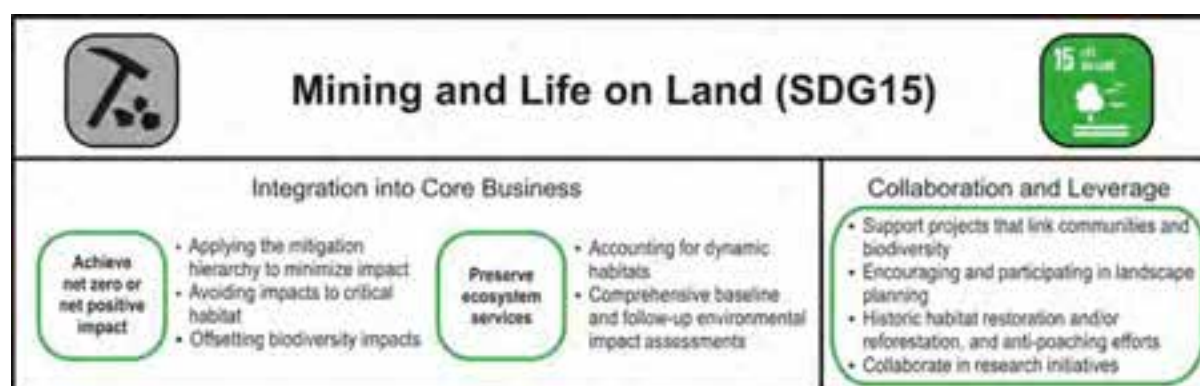 15
Mining and Life on Land (SDG15)
Integration into Core Business
Achieve
net zero or
net positive
impact
• Applying the mitigation
hierarchy to minimize impact
• Avoiding impacts to critical
habitat
• Offsetting biodiversity impacts
Preserve
ecosystem
services
• Accounting for dynamic
habitats
• Comprehensive baseline
and follow-up environmental
impact assessments
Collaboration and Leverage
• Support projects that link communities and
biodiversity
• Encouraging and participating in landscape
planning
• Historic habitat restoration and/or
reforestation, and anti-poaching efforts
• Collaborate in research initiatives